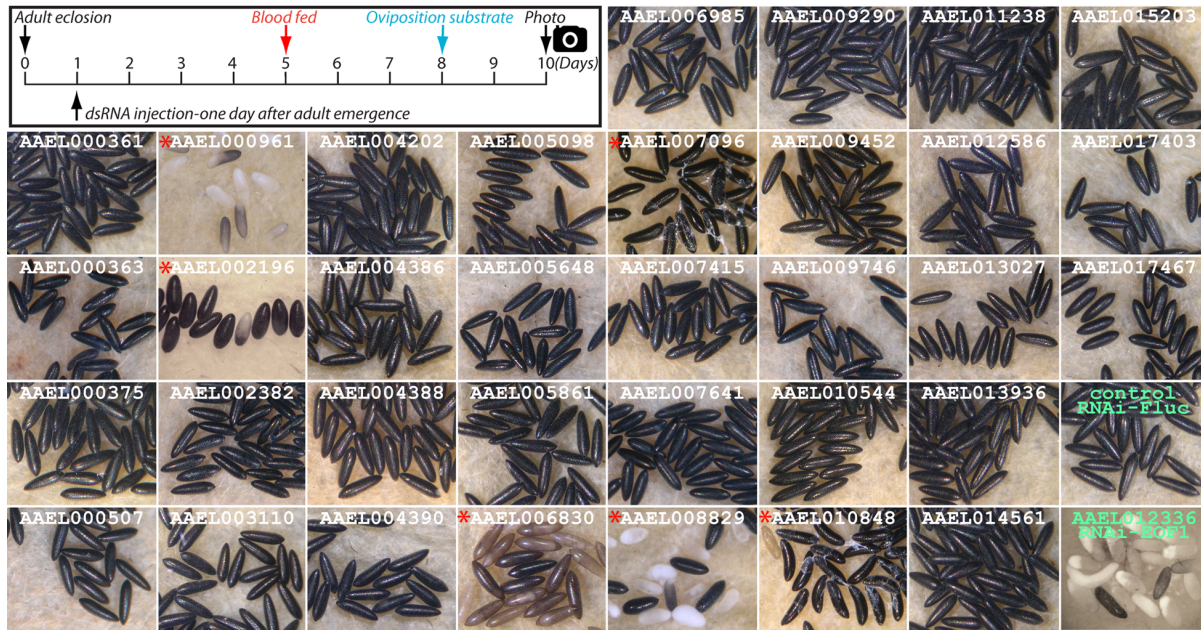 Adult eclosion
Blood fed
Oviposition substrate
Photo
0 1 2 3 4 5 6 7 8 9 10(Days)
dsRNA injection-one day after adult emergence
AAEL006985 AAEL009290 AAEL011238 AAEL015203
AAEL000361 *AAEL000961 AAEL004202 AAEL005098 *AAEL007096 AAEL009452 AAEL012586 AAEL017403
AAEL000363 *AAEL002196 AAEL004386 AAEL005648 AAEL007415 AAEL009746 AAEL013027 AAEL017467
AAEL000375 AAEL002382 AAEL004388 AAEL005861 AAEL007641 AAEL010544 AAEL013936 control
RNAi-Fluc
AAEL000507 AAEL003110 AAEL004390 *AAEL006830 *AAEL008829 *AAEL010848 AAEL014561 AAEL012336
RNAi-EOF1